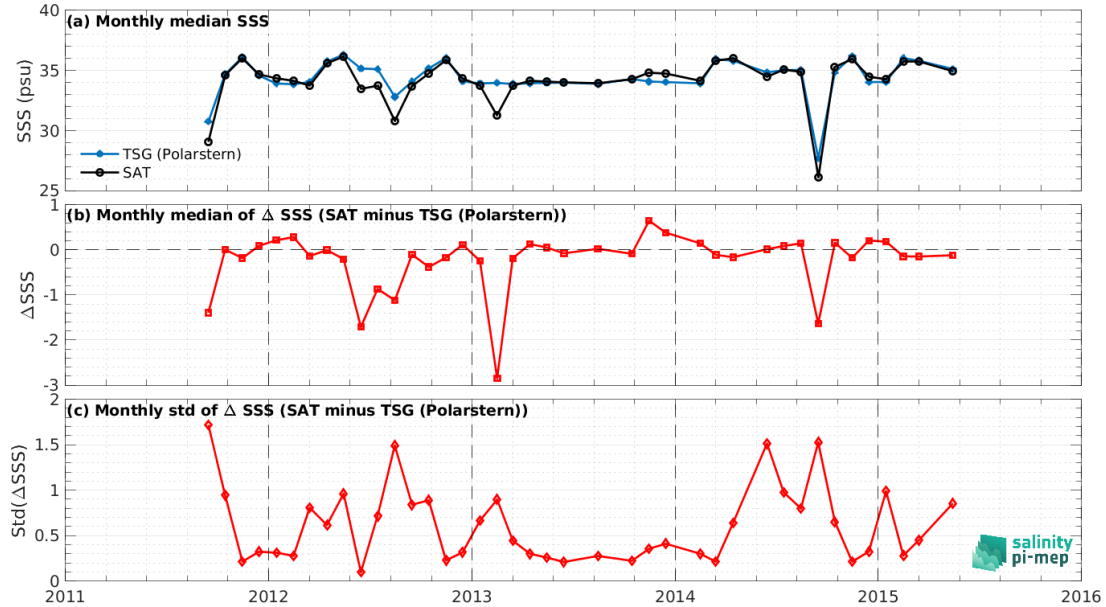 (a) Monthly median SSS
40
35
30
25
SSS (psu)
TSG (Polarstern)
SAT
(b) Monthly median of Δ SSS (SAT minus TSG (Polarstern))
1
0
-1
-2
-3
ΔSSS
(c) Monthly std of Δ SSS (SAT minus TSG (Polarstern))
2
1.5
1
0.5
0
Std(ΔSSS)
2011 2012 2013 2014 2015 2016
salinity
pi-mep